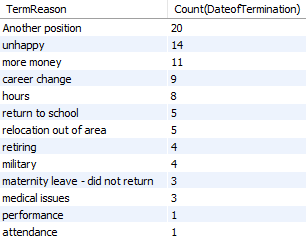 TermReason Count(DateofTermination)
Another position 20
unhappy 14
more money 11
career change 9
hours 8
return to school 5
relocation out of area 5
retiring 4
military 4
maternity leave - did not return 3
medical issues 3
performance 1
attendance 1